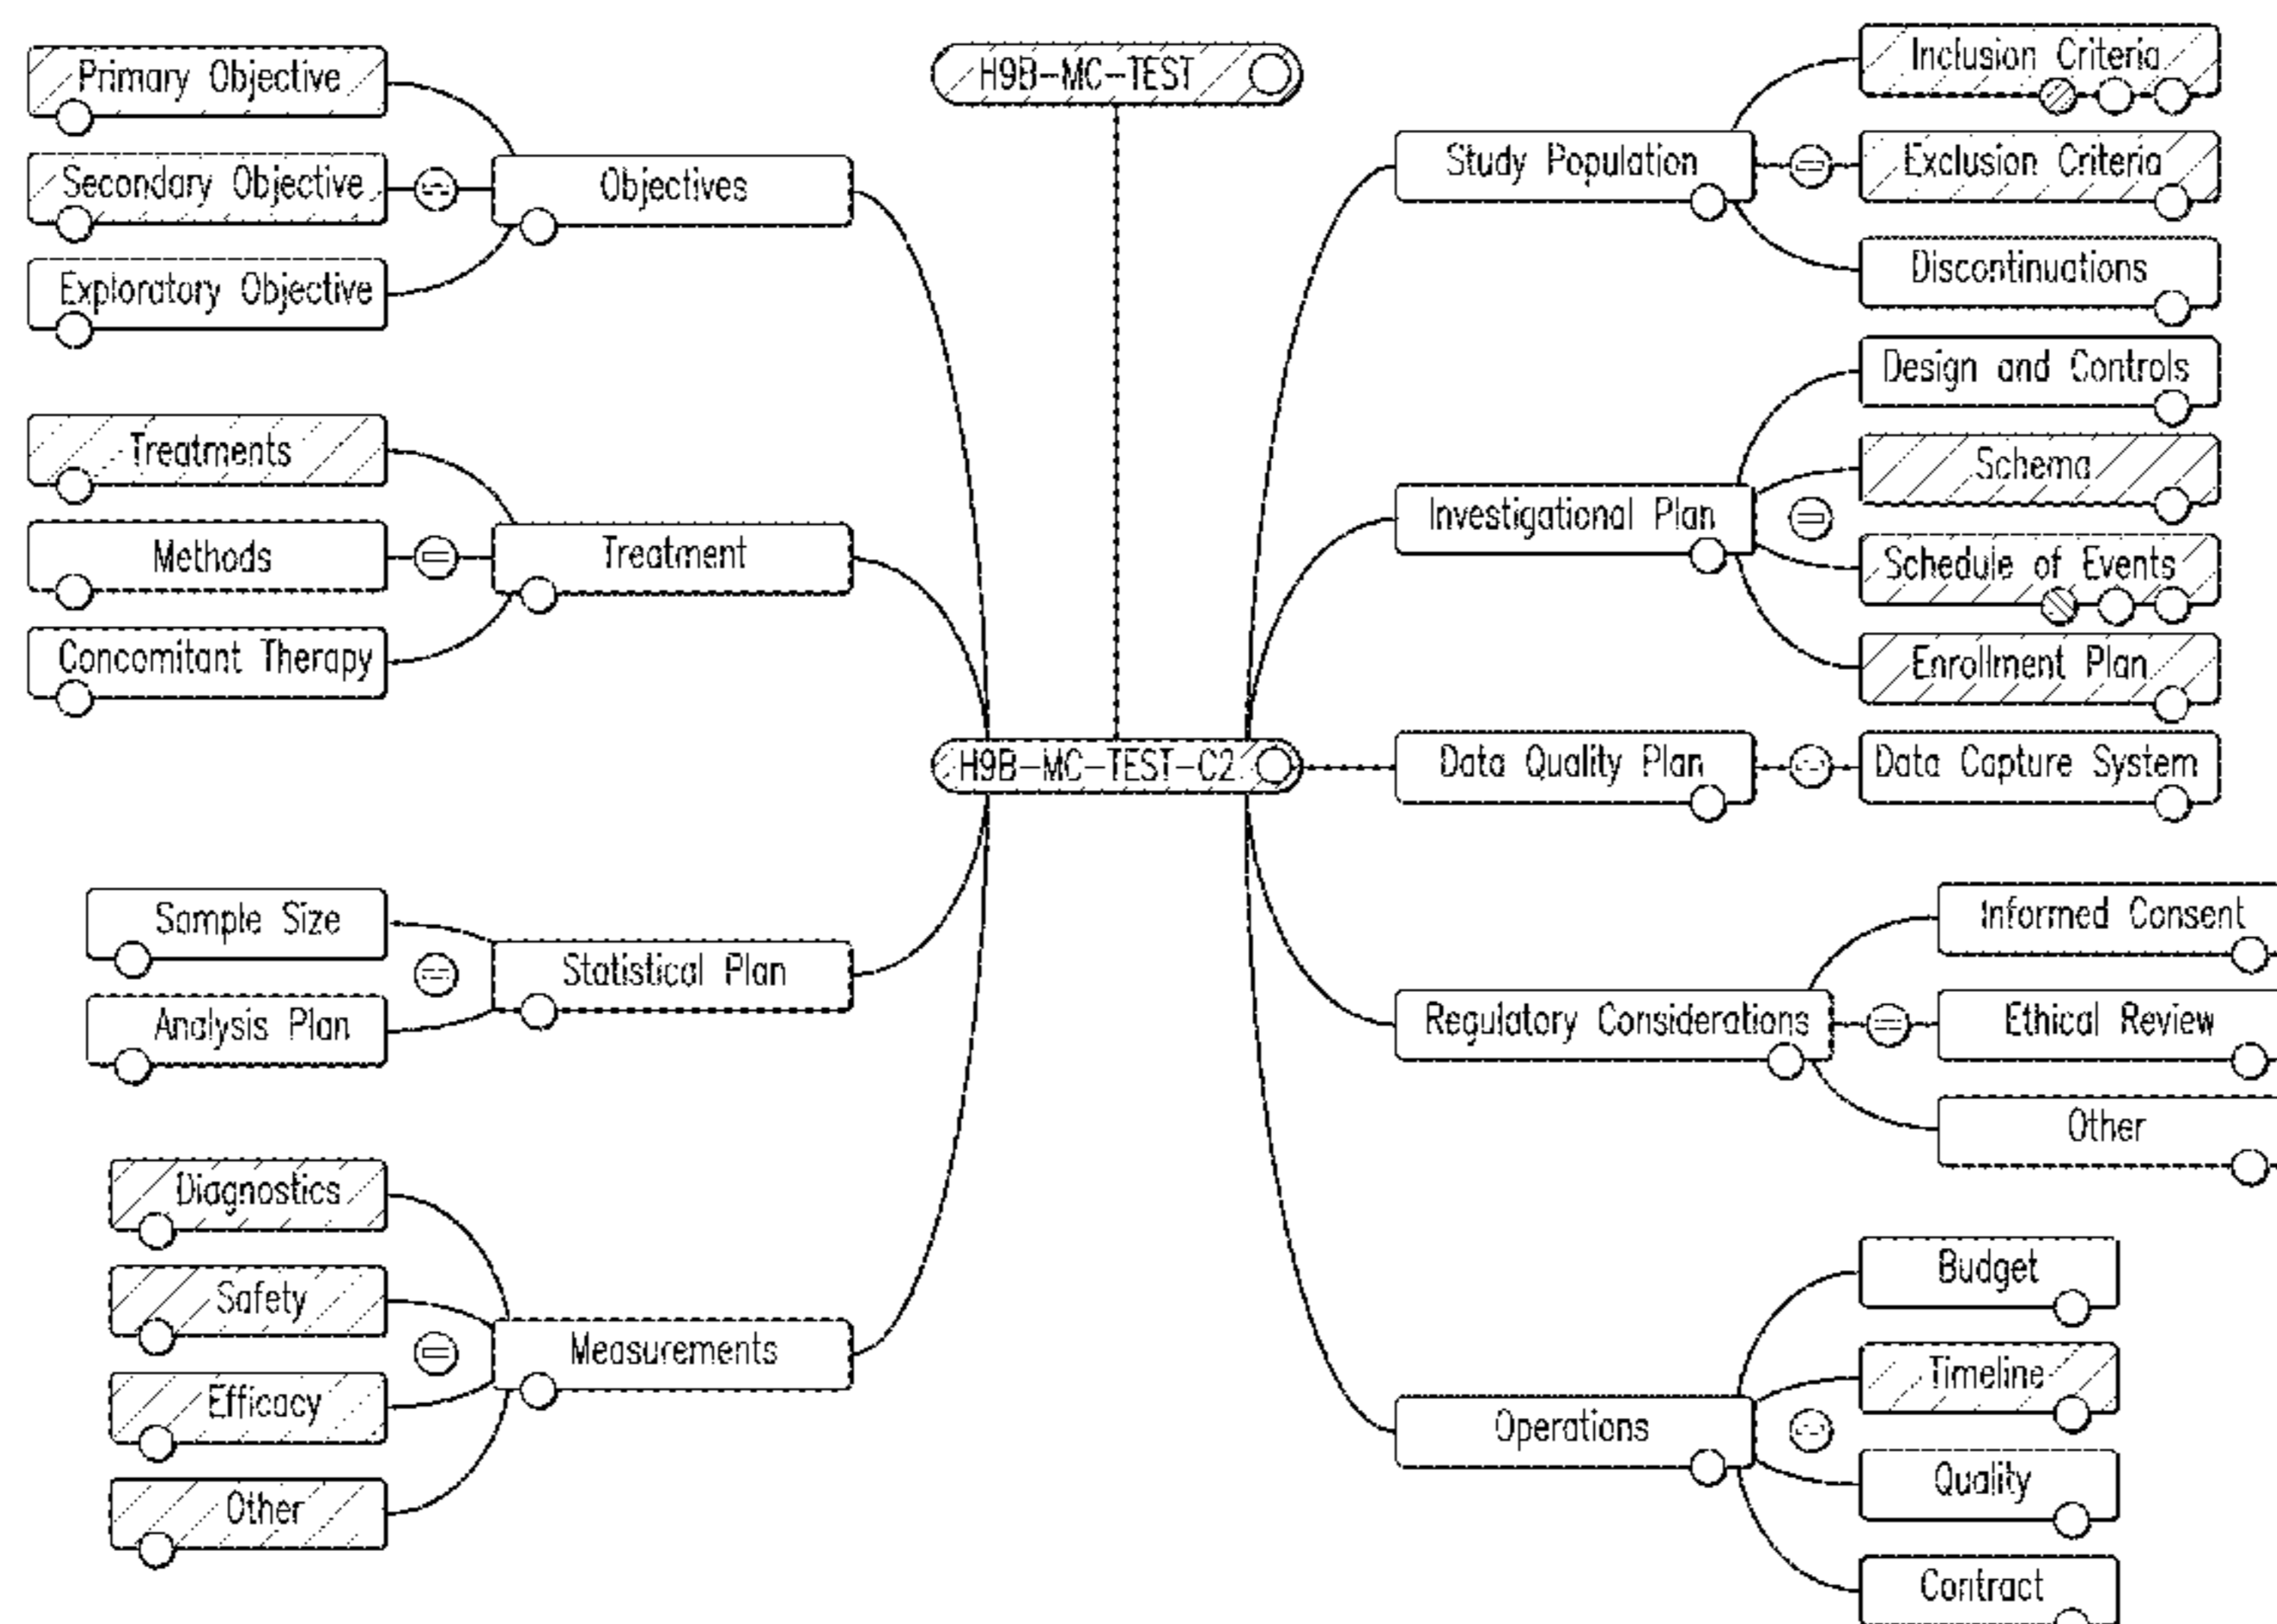 H9B-MC-TEST
Primary Objective
Secondary Objective
Exploratory Objective
Objectives
Treatments
Methods
Concomitant Therapy
Treatment
H9B-MC-TEST-C2
Sample Size
Analysis Plan
Statistical Plan
Diagnostics
Safety
Efficacy
Other
Measurements
Study Population
Inclusion Criteria
Exclusion Criteria
Discontinuations
Investigational Plan
Design and Controls
Schema
Schedule of Events
Enrollment Plan
Data Quality Plan
Data Capture System
Regulatory Considerations
Informed Consent
Ethical Review
Other
Operations
Budget
Timeline
Quality
Contract